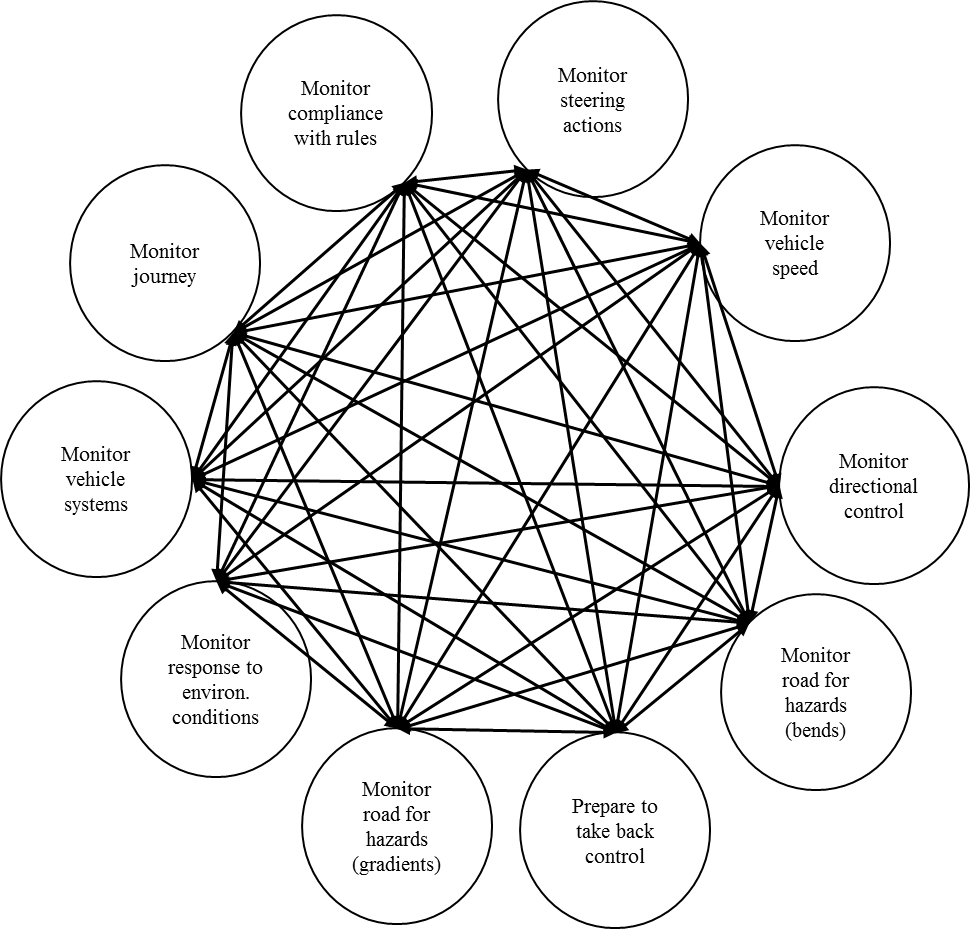 Monitor
compliance
with rules
Monitor
steering
actions
Monitor
vehicle
speed
Monitor
journey
Monitor
vehicle
systems
Monitor
directional
control
Monitor
response to
environ.
conditions
Monitor
road for
hazards
(bends)
Monitor
road for
hazards
(gradients)
Prepare to
take back
control